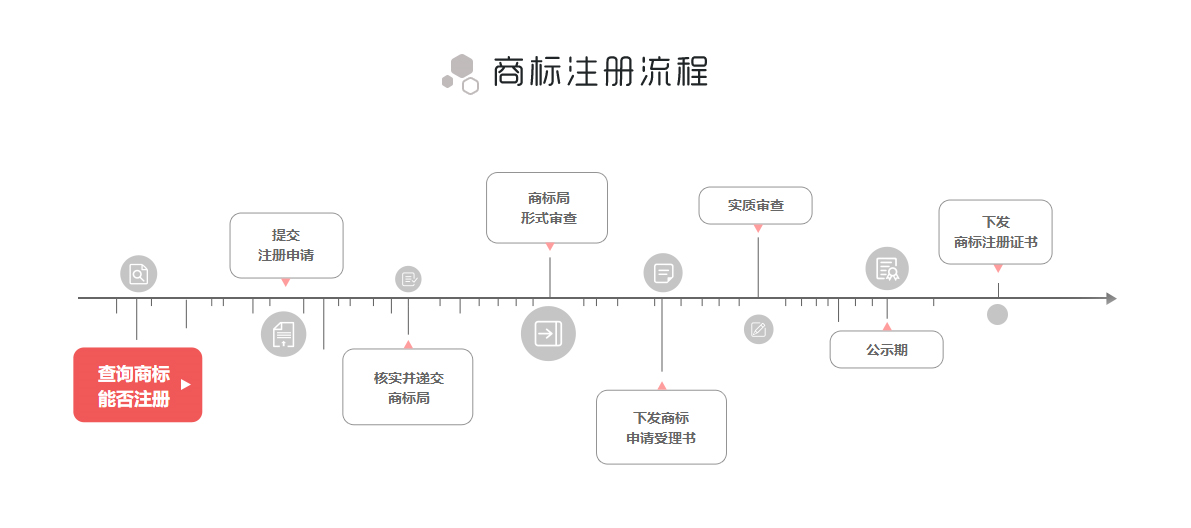 商标注册流程
查询商标
能否注册
提交
注册申请
核实并递交
商标局
商标局
形式审查
下发商标
申请受理书
实质审查
公示期
下发
商标注册证书